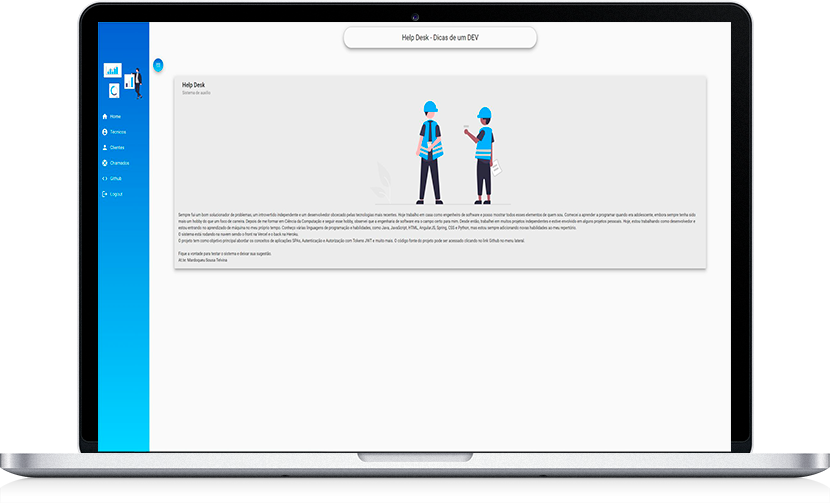 Help Desk - Dicas de um DEV
Help Desk
Sistema de auxílio
Home
Técnicos
Clientes
Chamados
Github
Logout
Sempre fui um bom solucionador de problemas, um introvertido independente e um desenvolvedor obcecado pelas tecnologias mais recentes. Hoje trabalho em casa como engenheiro de software e posso mostrar todos esses elementos de quem sou. Comecei a aprender a programar quando era adolescente, embora sempre tenha sido
mais um hobby do que um foco de carreira. Depois de me formar em Ciência da Computação e seguir esse hobby, observei que a engenharia de software era o campo certo para mim. Desde então, trabalhei em muitos projetos independentes e estive envolvido em alguns projetos pessoais. Hoje, estou trabalhando como desenvolvedor e
estou entrando no aprendizado de máquina no meu próprio tempo. Conheço várias linguagens de programação e habilidades, como Java, JavaScript, HTML, AngularJS, Spring, CSS e Python, mas estou sempre adicionando novas habilidades ao meu repertório.
O sistema está rodando na nuvem sendo o front na Vercel e o back na Heroku.
O projeto tem como objetivo principal abordar os conceitos de aplicações SPAs, Autenticação e Autorização com Tokens JWT e muito mais. O código fonte do projeto pode ser acessado clicando no link Github no menu lateral.
Fique a vontade para testar o sistema e deixar sua sugestão.
Sousa